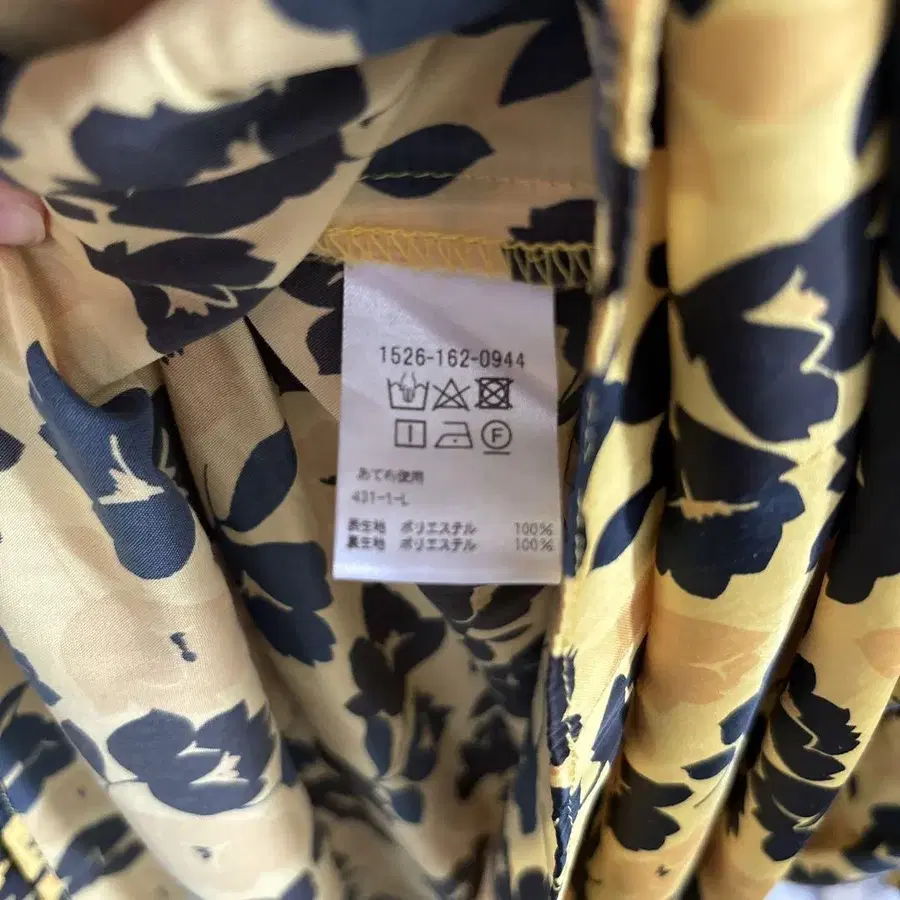 1526-162-0944
F
あて布使用
431-1-L
表生地 ポリエステル 100%
裏生地 ポリエステル 100%